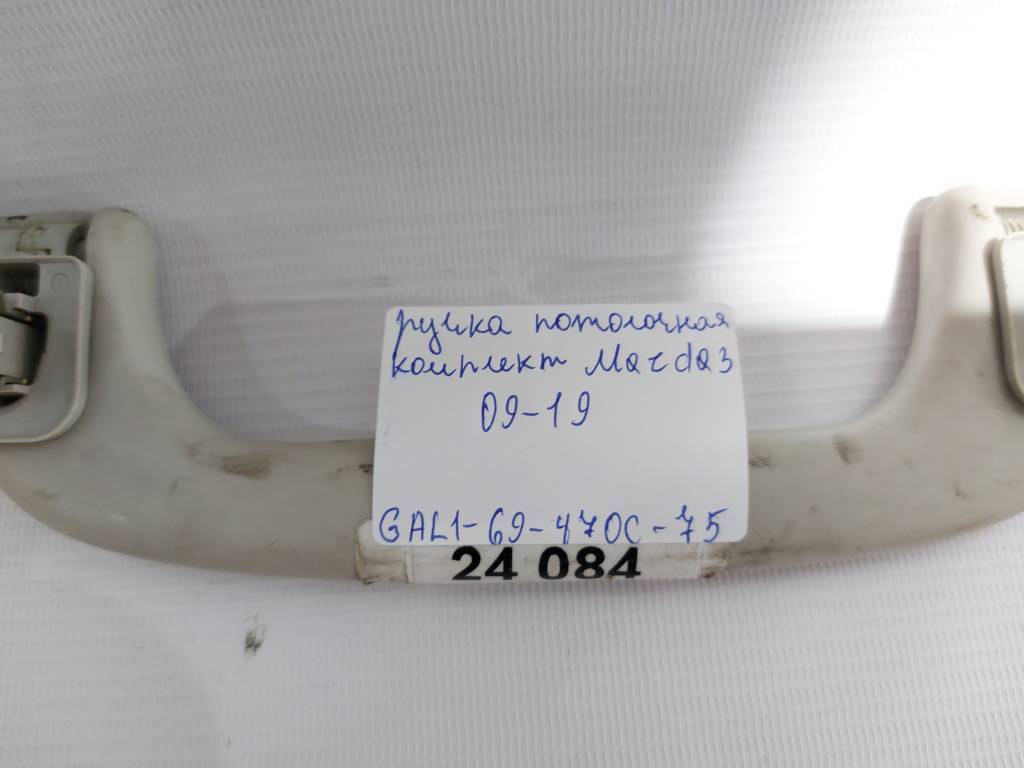 ручка потолочная
комплект Mazda3
09-19
GAL1-69-470C-75
24 084